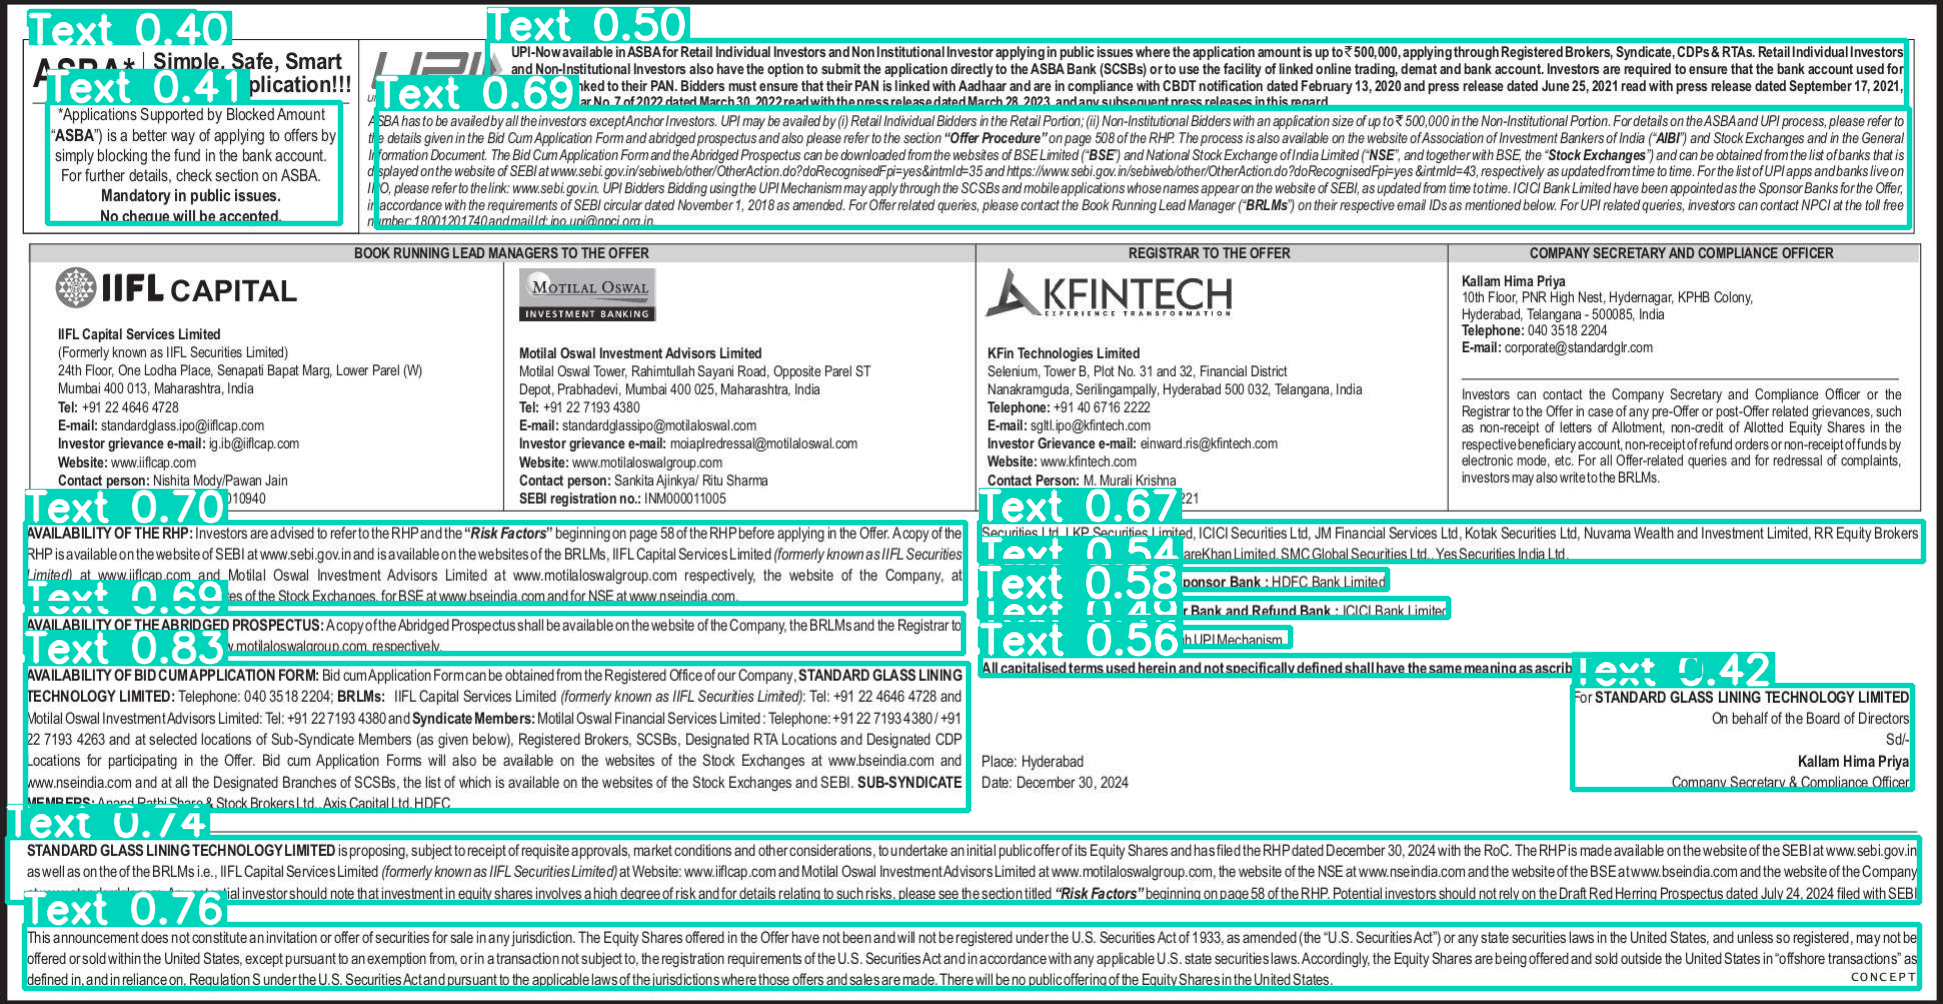 Text 0.40
Text 0.50
ASBA*
Simple, Safe, Smart
plication!!!
Text 0.41
*Applications Supported by Blocked Amount
“ASBA”) is a better way of applying to offers by
simply blocking the fund in the bank account.
For further details, check section on ASBA.
Mandatory in public issues.
No cheque will be accepted.
UPI
UPI-Now available in ASBA for Retail Individual Investors and Non Institutional Investor applying in public issues where the application amount is up to ₹ 500,000, applying through Registered Brokers, Syndicate, CDPs & RTAs. Retail Individual Investors
and Non-Institutional Investors also have the option to submit the application directly to the ASBA Bank (SCSBs) or to use the facility of linked online trading, demat and bank account. Investors are required to ensure that the bank account used for
nked to their PAN. Bidders must ensure that their PAN is linked with Aadhaar and are in compliance with CBDT notification dated February 13, 2020 and press release dated June 25, 2021 read with press release dated September 17, 2021,
ar No. 7 of 2022 dated March 30, 2022 read with the press release dated March 28, 2023, and any subsequent press releases in this regard
Text 0.69
ASBA has to be availed by all the investors except Anchor Investors. UPI may be availed by (i) Retail Individual Bidders in the Retail Portion; (ii) Non-Institutional Bidders with an application size of up to ₹ 500,000 in the Non-Institutional Portion. For details on the ASBA and UPI process, please refer to
the details given in the Bid Cum Application Form and abridged prospectus and also please refer to the section “Offer Procedure” on page 508 of the RHP. The process is also available on the website of Association of Investment Bankers of India (“AIBI”) and Stock Exchanges and in the General
Information Document. The Bid Cum Application Form and the Abridged Prospectus can be downloaded from the websites of BSE Limited (“BSE”) and National Stock Exchange of India Limited (“NSE”, and together with BSE, the “Stock Exchanges”) and can be obtained from the list of banks that is
displayed on the website of SEBI at www.sebi.gov.in/sebiweb/other/OtherAction.do?doRecognisedFpi=yes&intmId=35 and https://www.sebi.gov.in/sebiweb/other/OtherAction.do?doRecognisedFpi=yes &intmId=43, respectively as updated from time to time. For the list of UPI apps and banks live on
IPO, please refer to the link: www.sebi.gov.in. UPI Bidders Bidding using the UPI Mechanism may apply through the SCSBs and mobile applications whose names appear on the website of SEBI, as updated from time to time. ICICI Bank Limited have been appointed as the Sponsor Banks for the Offer,
in accordance with the requirements of SEBI circular dated November 1, 2018 as amended. For Offer related queries, please contact the Book Running Lead Manager (“BRLMs”) on their respective email IDs as mentioned below. For UPI related queries, investors can contact NPCI at the toll free
number: 18001201740 and mail Id: ipo.upi@npci.org.in.
BOOK RUNNING LEAD MANAGERS TO THE OFFER
IIFL CAPITAL
IIFL Capital Services Limited
(Formerly known as IIFL Securities Limited)
24th Floor, One Lodha Place, Senapati Bapat Marg, Lower Parel (W)
Mumbai 400 013, Maharashtra, India
Tel: +91 22 4646 4728
E-mail: standardglass.ipo@iiflcap.com
Investor grievance e-mail: ig.ib@iiflcap.com
Website: www.iiflcap.com
Contact person: Nishita Mody/Pawan Jain
010940
MOTILAL OSWAL
INVESTMENT BANKING
Motilal Oswal Investment Advisors Limited
Motilal Oswal Tower, Rahimtullah Sayani Road, Opposite Parel ST
Depot, Prabhadevi, Mumbai 400 025, Maharashtra, India
Tel: +91 22 7193 4380
E-mail: standardglassipo@motilaloswal.com
Investor grievance e-mail: moiaplredressal@motilaloswal.com
Website: www.motilaloswalgroup.com
Contact person: Sankita Ajinkya/ Ritu Sharma
SEBI registration no.: INM000011005
REGISTRAR TO THE OFFER
KFINTECH
EXPERIENCE TRANSFORMATION
KFin Technologies Limited
Selenium, Tower B, Plot No. 31 and 32, Financial District
Nanakramguda, Serilingampally, Hyderabad 500 032, Telangana, India
Telephone: +91 40 6716 2222
E-mail: sgltl.ipo@kfintech.com
Investor Grievance e-mail: einward.ris@kfintech.com
Website: www.kfintech.com
Contact Person: M. Murali Krishna
221
COMPANY SECRETARY AND COMPLIANCE OFFICER
Kallam Hima Priya
10th Floor, PNR High Nest, Hydernagar, KPHB Colony,
Hyderabad, Telangana - 500085, India
Telephone: 040 3518 2204
E-mail: corporate@standardglr.com
Investors can contact the Company Secretary and Compliance Officer or the
Registrar to the Offer in case of any pre-Offer or post-Offer related grievances, such
as non-receipt of letters of Allotment, non-credit of Allotted Equity Shares in the
respective beneficiary account, non-receipt of refund orders or non-receipt of funds by
electronic mode, etc. For all Offer-related queries and for redressal of complaints,
investors may also write to the BRLMs.
Text 0.70
AVAILABILITY OF THE RHP: Investors are advised to refer to the RHP and the “Risk Factors” beginning on page 58 of the RHP before applying in the Offer. A copy of the
RHP is available on the website of SEBI at www.sebi.gov.in and is available on the websites of the BRLMs, IIFL Capital Services Limited (formerly known as IIFL Securities
Limited) at www.iiflcap.com and Motilal Oswal Investment Advisors Limited at www.motilaloswalgroup.com respectively, the website of the Company, at
es of the Stock Exchanges, for BSE at www.bseindia.com and for NSE at www.nseindia.com.
Text 0.69
AVAILABILITY OF THE ABRIDGED PROSPECTUS: A copy of the Abridged Prospectus shall be available on the website of the Company, the BRLMs and the Registrar to
w.motilaloswalgroup.com, respectively.
Text 0.83
AVAILABILITY OF BID CUM APPLICATION FORM: Bid cum Application Form can be obtained from the Registered Office of our Company, STANDARD GLASS LINING
TECHNOLOGY LIMITED: Telephone: 040 3518 2204; BRLMs: IIFL Capital Services Limited (formerly known as IIFL Securities Limited): Tel: +91 22 4646 4728 and
Motilal Oswal Investment Advisors Limited: Tel: +91 22 7193 4380 and Syndicate Members: Motilal Oswal Financial Services Limited : Telephone: +91 22 7193 4380 / +91
22 7193 4263 and at selected locations of Sub-Syndicate Members (as given below), Registered Brokers, SCSBs, Designated RTA Locations and Designated CDP
Locations for participating in the Offer. Bid cum Application Forms will also be available on the websites of the Stock Exchanges at www.bseindia.com and
www.nseindia.com and at all the Designated Branches of SCSBs, the list of which is available on the websites of the Stock Exchanges and SEBI. SUB-SYNDICATE
MEMBERS: Anand Rathi Share & Stock Brokers Ltd., Axis Capital Ltd, HDFC
Text 0.67
Securities Ltd, LKP Securities Limited, ICICI Securities Ltd, JM Financial Services Ltd, Kotak Securities Ltd, Nuvama Wealth and Investment Limited, RR Equity Brokers
Text 0.54
areKhan Limited, SMC Global Securities Ltd., Yes Securities India Ltd.
Text 0.58
ponsor Bank : HDFC Bank Limited
Text 0.49
r Bank and Refund Bank : ICICI Bank Limited
Text 0.56
h UPI Mechanism
All capitalised terms used herein and not specifically defined shall have the same meaning as ascrib
Text 0.42
For STANDARD GLASS LINING TECHNOLOGY LIMITED
On behalf of the Board of Directors
Sd/-
Kallam Hima Priya
Company Secretary & Compliance Officer
Place: Hyderabad
Date: December 30, 2024
Text 0.74
STANDARD GLASS LINING TECHNOLOGY LIMITED is proposing, subject to receipt of requisite approvals, market conditions and other considerations, to undertake an initial public offer of its Equity Shares and has filed the RHP dated December 30, 2024 with the RoC. The RHP is made available on the website of the SEBI at www.sebi.gov.in
as well as on the of the BRLMs i.e., IIFL Capital Services Limited (formerly known as IIFL Securities Limited) at Website: www.iiflcap.com and Motilal Oswal Investment Advisors Limited at www.motilaloswalgroup.com, the website of the NSE at www.nseindia.com and the website of the BSE at www.bseindia.com and the website of the Company
ial investor should note that investment in equity shares involves a high degree of risk and for details relating to such risks, please see the section titled “Risk Factors” beginning on page 58 of the RHP. Potential investors should not rely on the Draft Red Herring Prospectus dated July 24, 2024 filed with SEBI
Text 0.76
This announcement does not constitute an invitation or offer of securities for sale in any jurisdiction. The Equity Shares offered in the Offer have not been and will not be registered under the U.S. Securities Act of 1933, as amended (the “U.S. Securities Act”) or any state securities laws in the United States, and unless so registered, may not be
offered or sold within the United States, except pursuant to an exemption from, or in a transaction not subject to, the registration requirements of the U.S. Securities Act and in accordance with any applicable U.S. state securities laws. Accordingly, the Equity Shares are being offered and sold outside the United States in “offshore transactions” as
defined in, and in reliance on, Regulation S under the U.S. Securities Act and pursuant to the applicable laws of the jurisdictions where those offers and sales are made. There will be no public offering of the Equity Shares in the United States.
CONCEPT